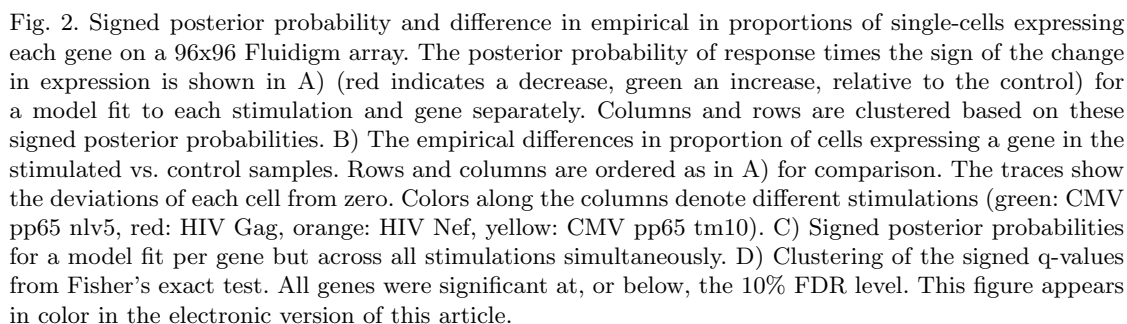 Fig. 2. Signed posterior probability and difference in empirical in proportions of single-cells expressing
each gene on a 96x96 Fluidigm array. The posterior probability of response times the sign of the change
in expression is shown in A) (red indicates a decrease, green an increase, relative to the control) for
a model fit to each stimulation and gene separately. Columns and rows are clustered based on these
signed posterior probabilities. B) The empirical differences in proportion of cells expressing a gene in the
stimulated vs. control samples. Rows and columns are ordered as in A) for comparison. The traces show
the deviations of each cell from zero. Colors along the columns denote different stimulations (green: CMV
pp65 nlv5, red: HIV Gag, orange: HIV Nef, yellow: CMV pp65 tm10). C) Signed posterior probabilities
for a model fit per gene but across all stimulations simultaneously. D) Clustering of the signed q-values
from Fisher's exact test. All genes were significant at, or below, the 10% FDR level. This figure appears
in color in the electronic version of this article.